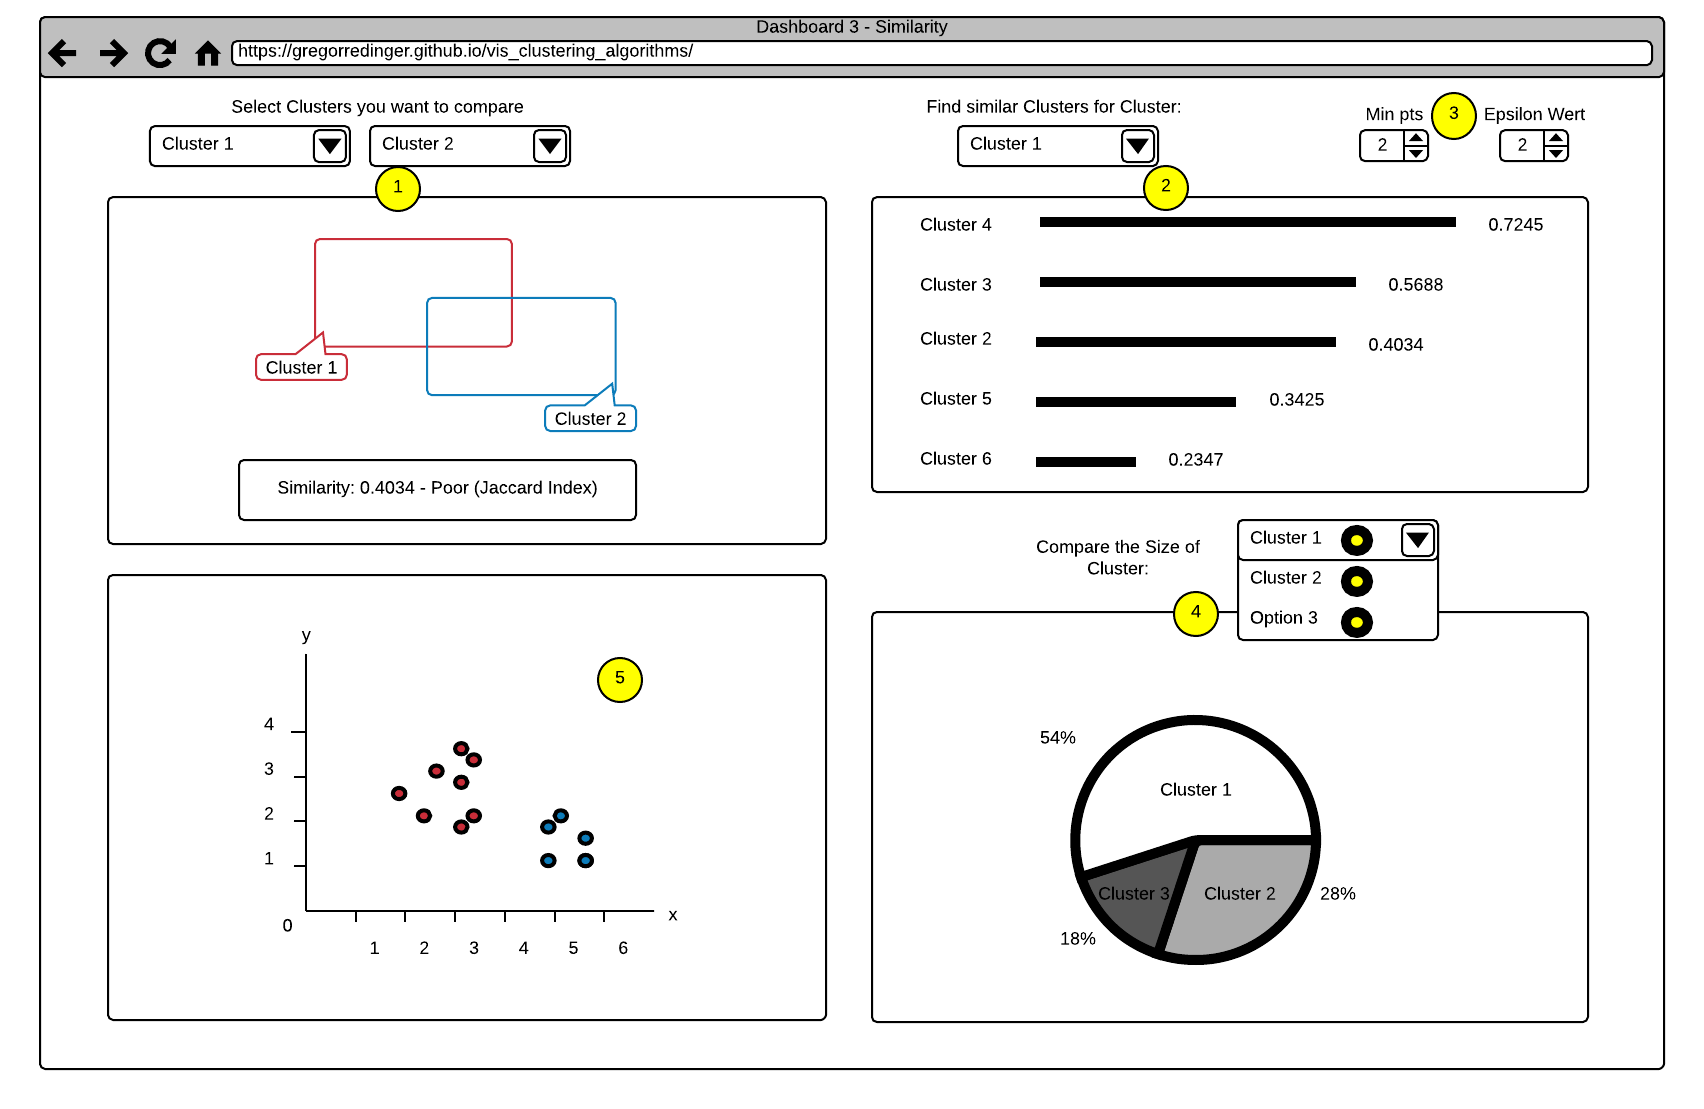 Dashboard 3 - Similarity
https://gregorredinger.github.io/vis_clustering_algorithms/
Select Clusters you want to compare
Cluster 1
Cluster 2
1
Cluster 1
Cluster 2
Similarity: 0.4034 - Poor (Jaccard Index)
Find similar Clusters for Cluster:
Cluster 1
2
Min pts
3
Epsilon Wert
2
2
Cluster 4
0.7245
Cluster 3
0.5688
Cluster 2
0.4034
Cluster 5
0.3425
Cluster 6
0.2347
y
5
4
3
2
1
0
x
1
2
3
4
5
6
Compare the Size of
Cluster:
Cluster 1
Cluster 2
Option 3
4
54%
Cluster 1
Cluster 3
Cluster 2
28%
18%